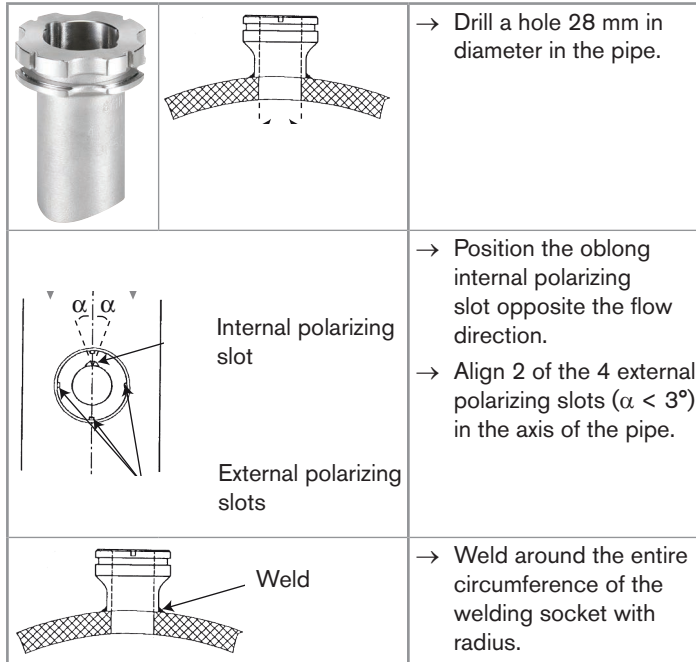 → Drill a hole 28 mm in
diameter in the pipe.
α α
Internal polarizing
slot
External polarizing
slots
→ Position the oblong
internal polarizing
slot opposite the flow
direction.
→ Align 2 of the 4 external
polarizing slots (α < 3°)
in the axis of the pipe.
Weld
→ Weld around the entire
circumference of the
welding socket with
radius.